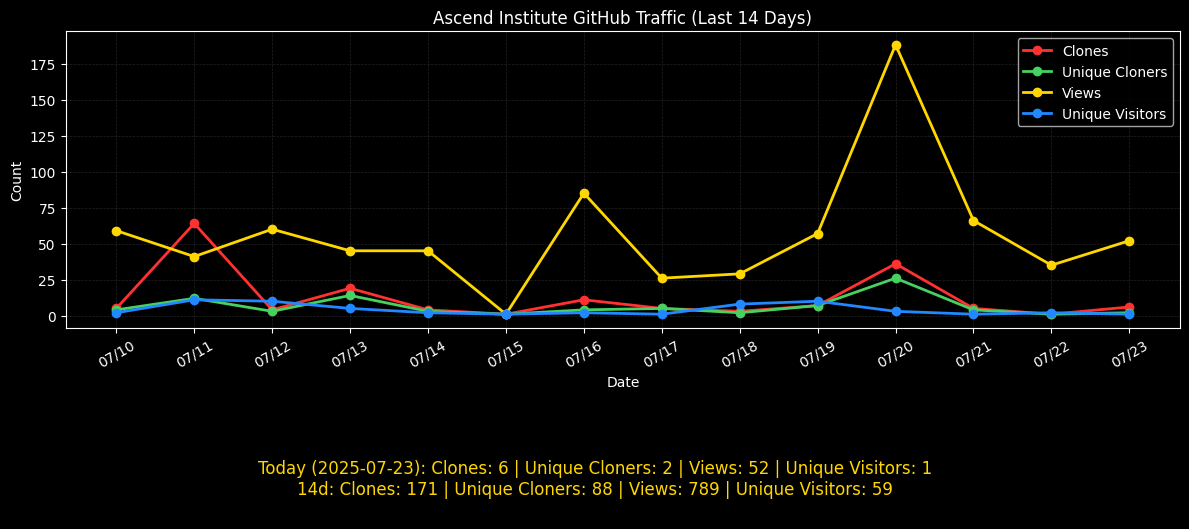 Ascend Institute GitHub Traffic (Last 14 Days)
Clones
Unique Cloners
Views
Unique Visitors
Count
175
150
125
100
75
50
25
0
07/10
07/11
07/12
07/13
07/14
07/15
07/16
07/17
07/18
07/19
07/20
07/21
07/22
07/23
Date
Today (2025-07-23): Clones: 6 | Unique Cloners: 2 | Views: 52 | Unique Visitors: 1
14d: Clones: 171 | Unique Cloners: 88 | Views: 789 | Unique Visitors: 59